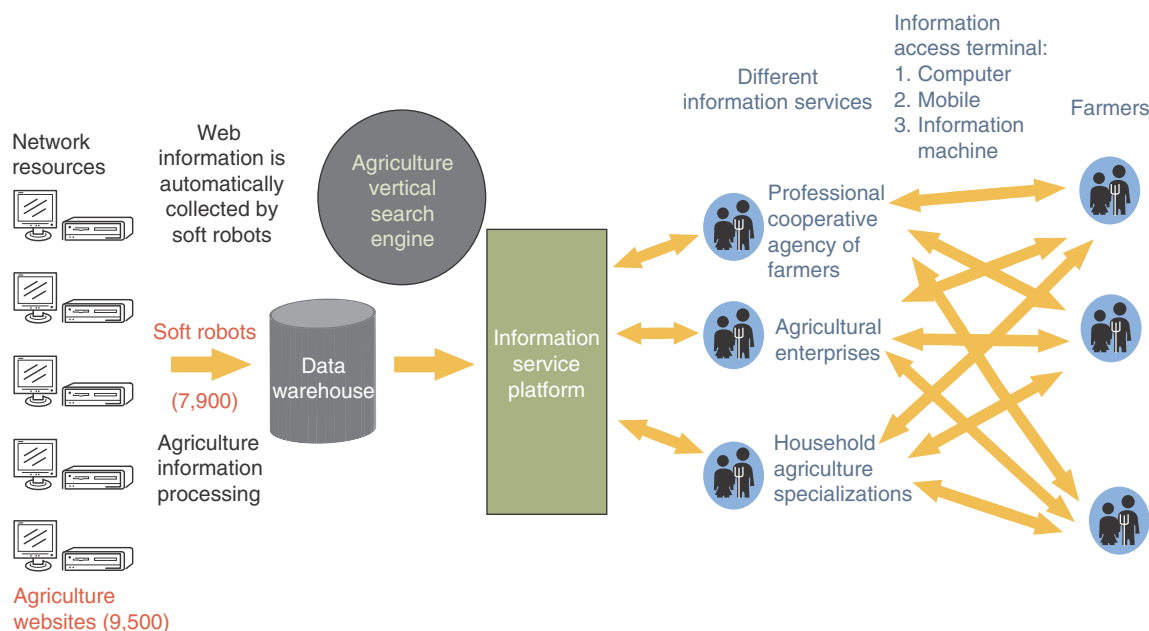 Network
resources
Web
information is
automatically
collected by
soft robots
Agriculture
vertical
search
engine
Soft robots
(7,900)
Agriculture
information
processing
Data
warehouse
Information
service
platform
Agriculture
websites (9,500)
Different
information services
Professional
cooperative
agency of
farmers
Agricultural
enterprises
Household
agriculture
specializations
Information
access terminal:
1. Computer
2. Mobile
3. Information
machine
Farmers